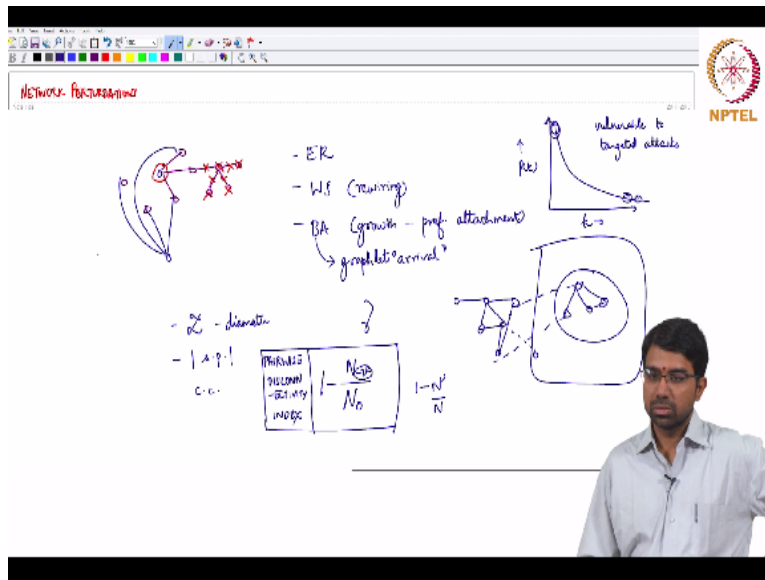 NETWORK PERTURBATIONS
NPTEL
- ER
- WS (rewiring)
- BA (growth - pref. attachment)
graphlet "arrival"
vulnerable to
targeted attacks
P(k)
k →
- L - diameter
- | s.p. |
c.c.
PAIRWISE
DISCONN
-ECTIVITY
INDEX
1 -
N₀
1 - N'
N